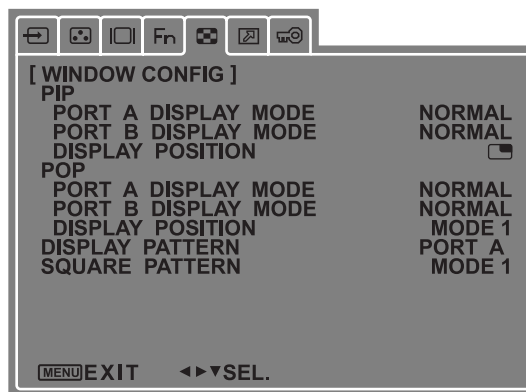 Fn
[ WINDOW CONFIG ]
PIP
PORT A DISPLAY MODE NORMAL
PORT B DISPLAY MODE NORMAL
DISPLAY POSITION
POP
PORT A DISPLAY MODE NORMAL
PORT B DISPLAY MODE NORMAL
DISPLAY POSITION MODE 1
DISPLAY PATTERN PORT A
SQUARE PATTERN MODE 1
MENU EXIT ◄►▼SEL.